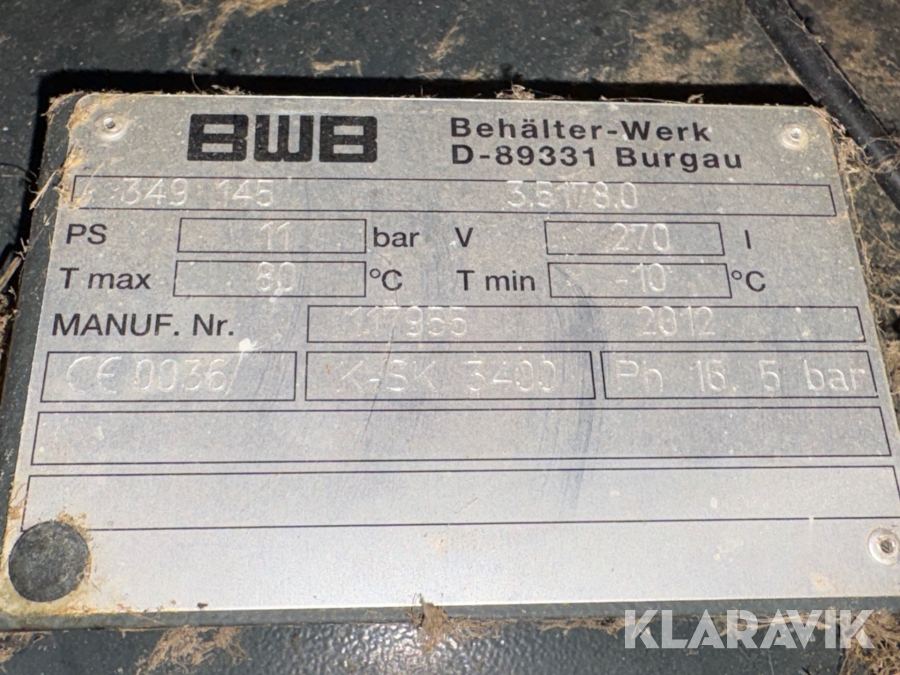 BWB
Behälter-Werk
D-89331 Burgau
349 145 3.5178.0
PS 11 bar V 270 l
T max 80 °C T min -10 °C
MANUF. Nr. 117955 2012
CE 0036 K-SK 3400 Ph 15,5 bar
KLARAVIK